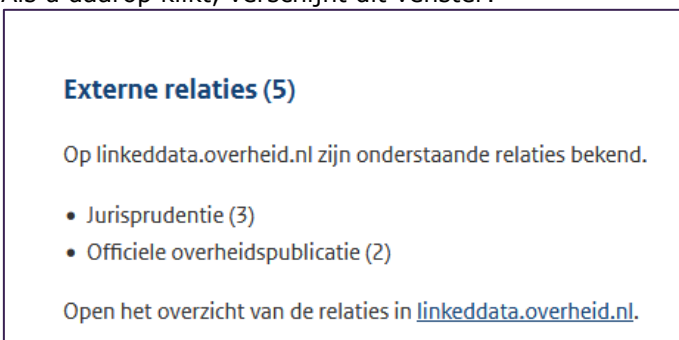 Externe relaties (5)
Op linkeddata.overheid.nl zijn onderstaande relaties bekend.
• Jurisprudentie (3)
• Officiele overheidspublicatie (2)
Open het overzicht van de relaties in linkeddata.overheid.nl.